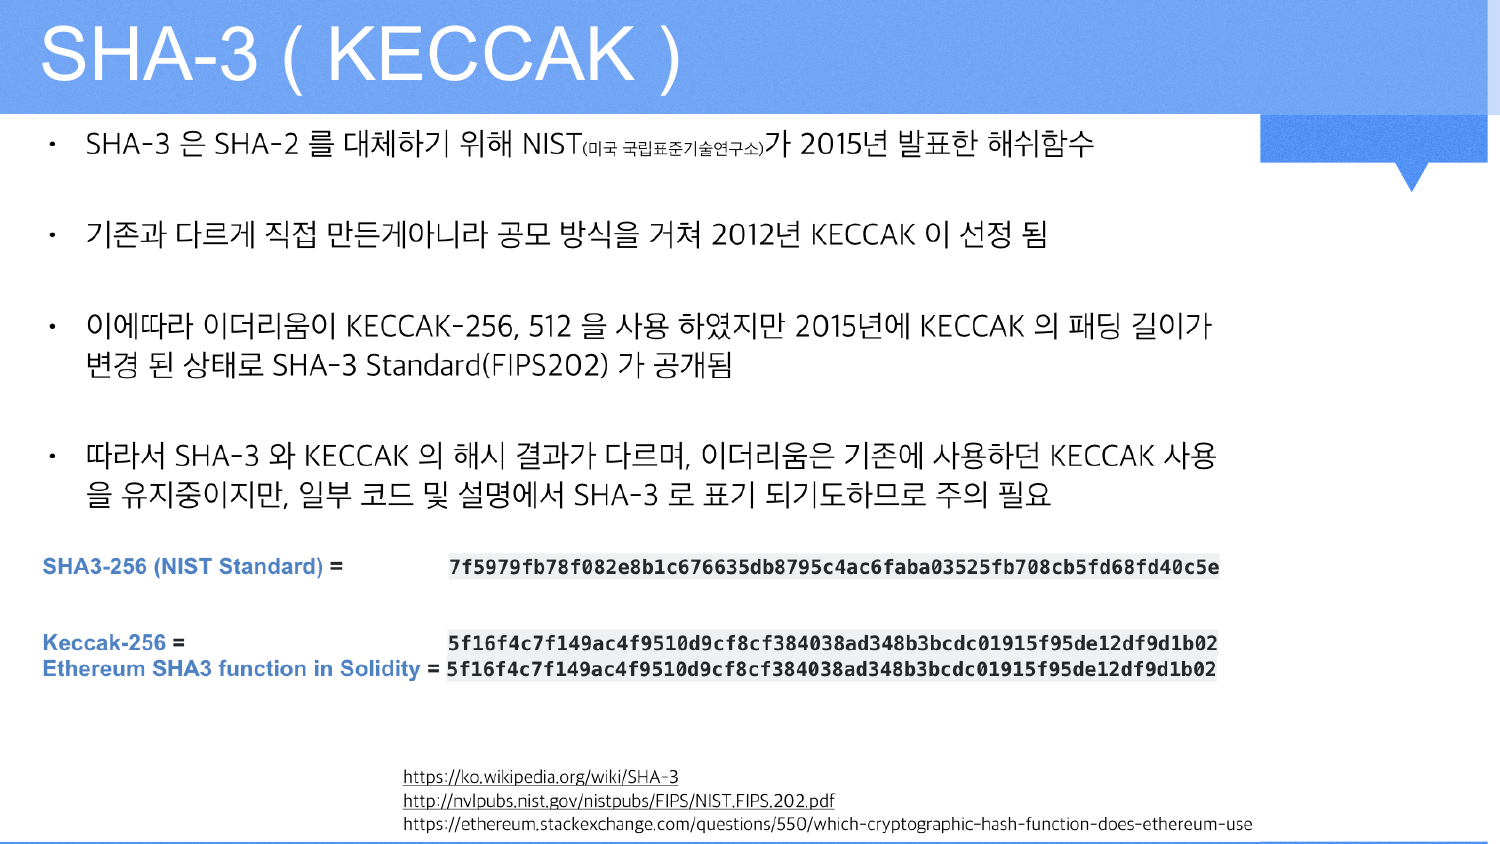 SHA-3 ( KECCAK )
• SHA-3 은 SHA-2 를 대체하기 위해 NIST(미국 국립표준기술연구소)가 2015년 발표한 해쉬함수
• 기존과 다르게 직접 만든게아니라 공모 방식을 거쳐 2012년 KECCAK 이 선정 됨
• 이에따라 이더리움이 KECCAK-256, 512 을 사용 하였지만 2015년에 KECCAK 의 패딩 길이가
변경 된 상태로 SHA-3 Standard(FIPS202) 가 공개됨
• 따라서 SHA-3 와 KECCAK 의 해시 결과가 다르며, 이더리움은 기존에 사용하던 KECCAK 사용
을 유지중이지만, 일부 코드 및 설명에서 SHA-3 로 표기 되기도하므로 주의 필요
SHA3-256 (NIST Standard) = 7f5979fb78f082e8b1c676635db8795c4ac6faba03525fb708cb5fd68fd40c5e
Keccak-256 = 5f16f4c7f149ac4f9510d9cf8cf384038ad348b3bcdc01915f95de12df9d1b02
Ethereum SHA3 function in Solidity = 5f16f4c7f149ac4f9510d9cf8cf384038ad348b3bcdc01915f95de12df9d1b02
https://ko.wikipedia.org/wiki/SHA-3
http://nvlpubs.nist.gov/nistpubs/FIPS/NIST.FIPS.202.pdf
https://ethereum.stackexchange.com/questions/550/which-cryptographic-hash-function-does-ethereum-use